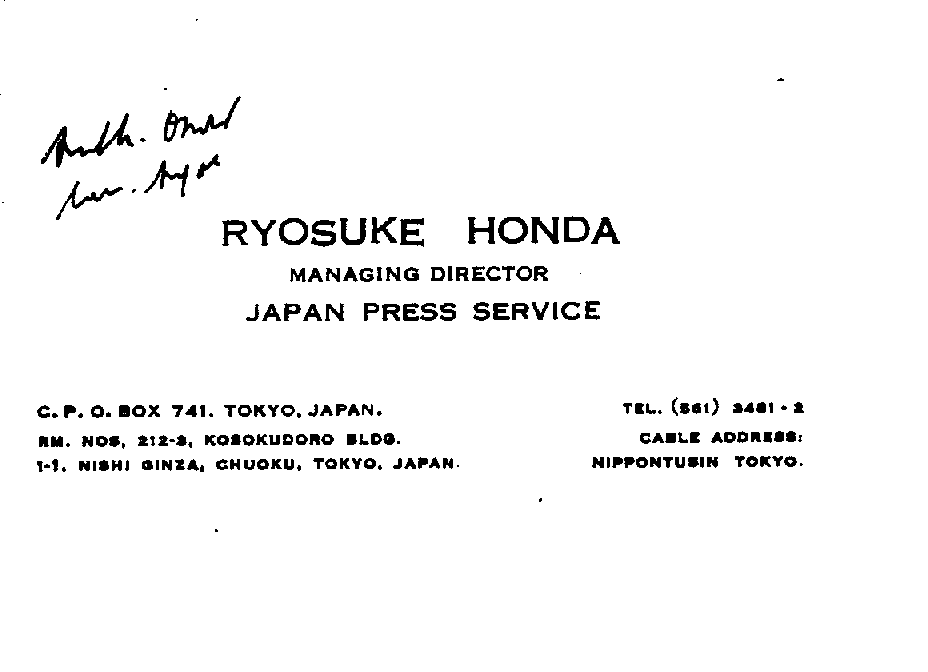 RYOSUKE HONDA
MANAGING DIRECTOR
JAPAN PRESS SERVICE
C. P. O. BOX 741. TOKYO, JAPAN.
RM. NOS, 212-3, KOSOKUDORO BLDG.
1-1, NISHI GINZA, CHUOKU, TOKYO, JAPAN.
TEL. (561) 3461-2
CABLE ADDRESS:
NIPPONTUSIN TOKYO.